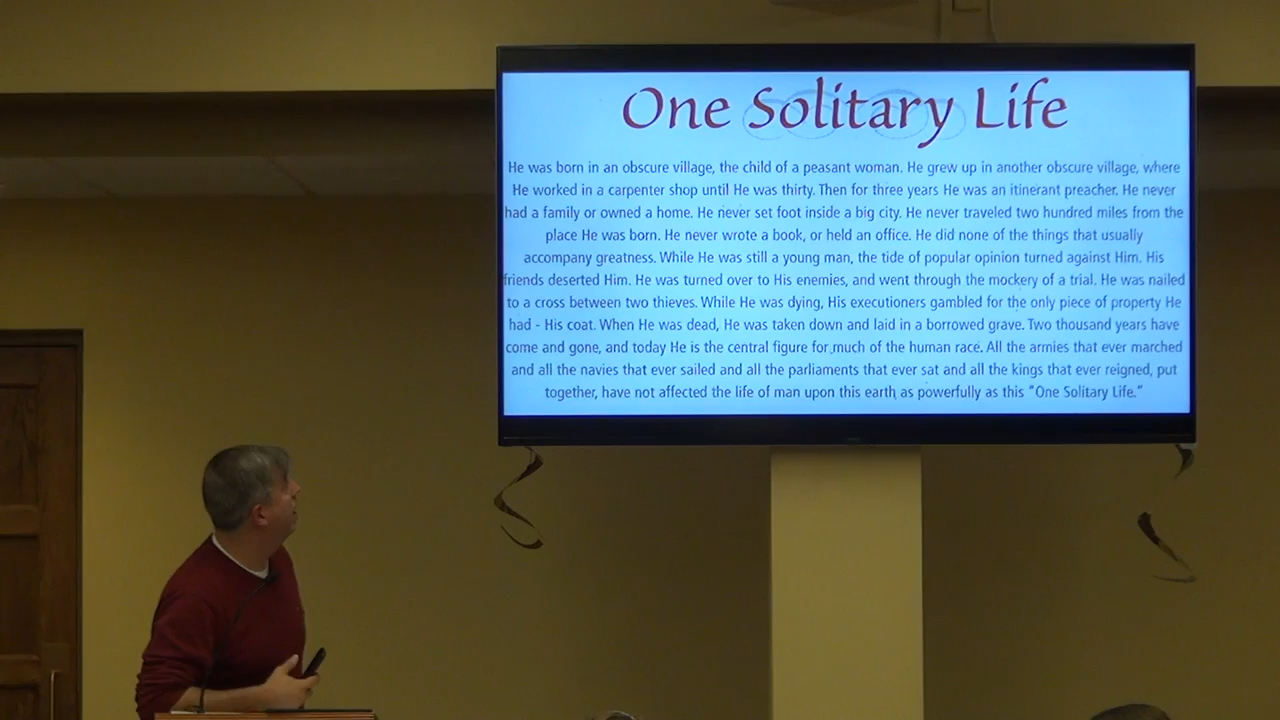 One Solitary Life
He was born in an obscure village, the child of a peasant woman. He grew up in another obscure village, where
He worked in a carpenter shop until He was thirty. Then for three years He was an itinerant preacher. He never
had a family or owned a home. He never set foot inside a big city. He never traveled two hundred miles from the
place He was born. He never wrote a book, or held an office. He did none of the things that usually
accompany greatness. While He was still a young man, the tide of popular opinion turned against Him. His
friends deserted Him. He was turned over to His enemies, and went through the mockery of a trial. He was nailed
to a cross between two thieves. While He was dying, His executioners gambled for the only piece of property He
had - His coat. When He was dead, He was taken down and laid in a borrowed grave. Two thousand years have
come and gone, and today He is the central figure for much of the human race. All the armies that ever marched
and all the navies that ever sailed and all the parliaments that ever sat and all the kings that ever reigned, put
together, have not affected the life of man upon this earth as powerfully as this "One Solitary Life."